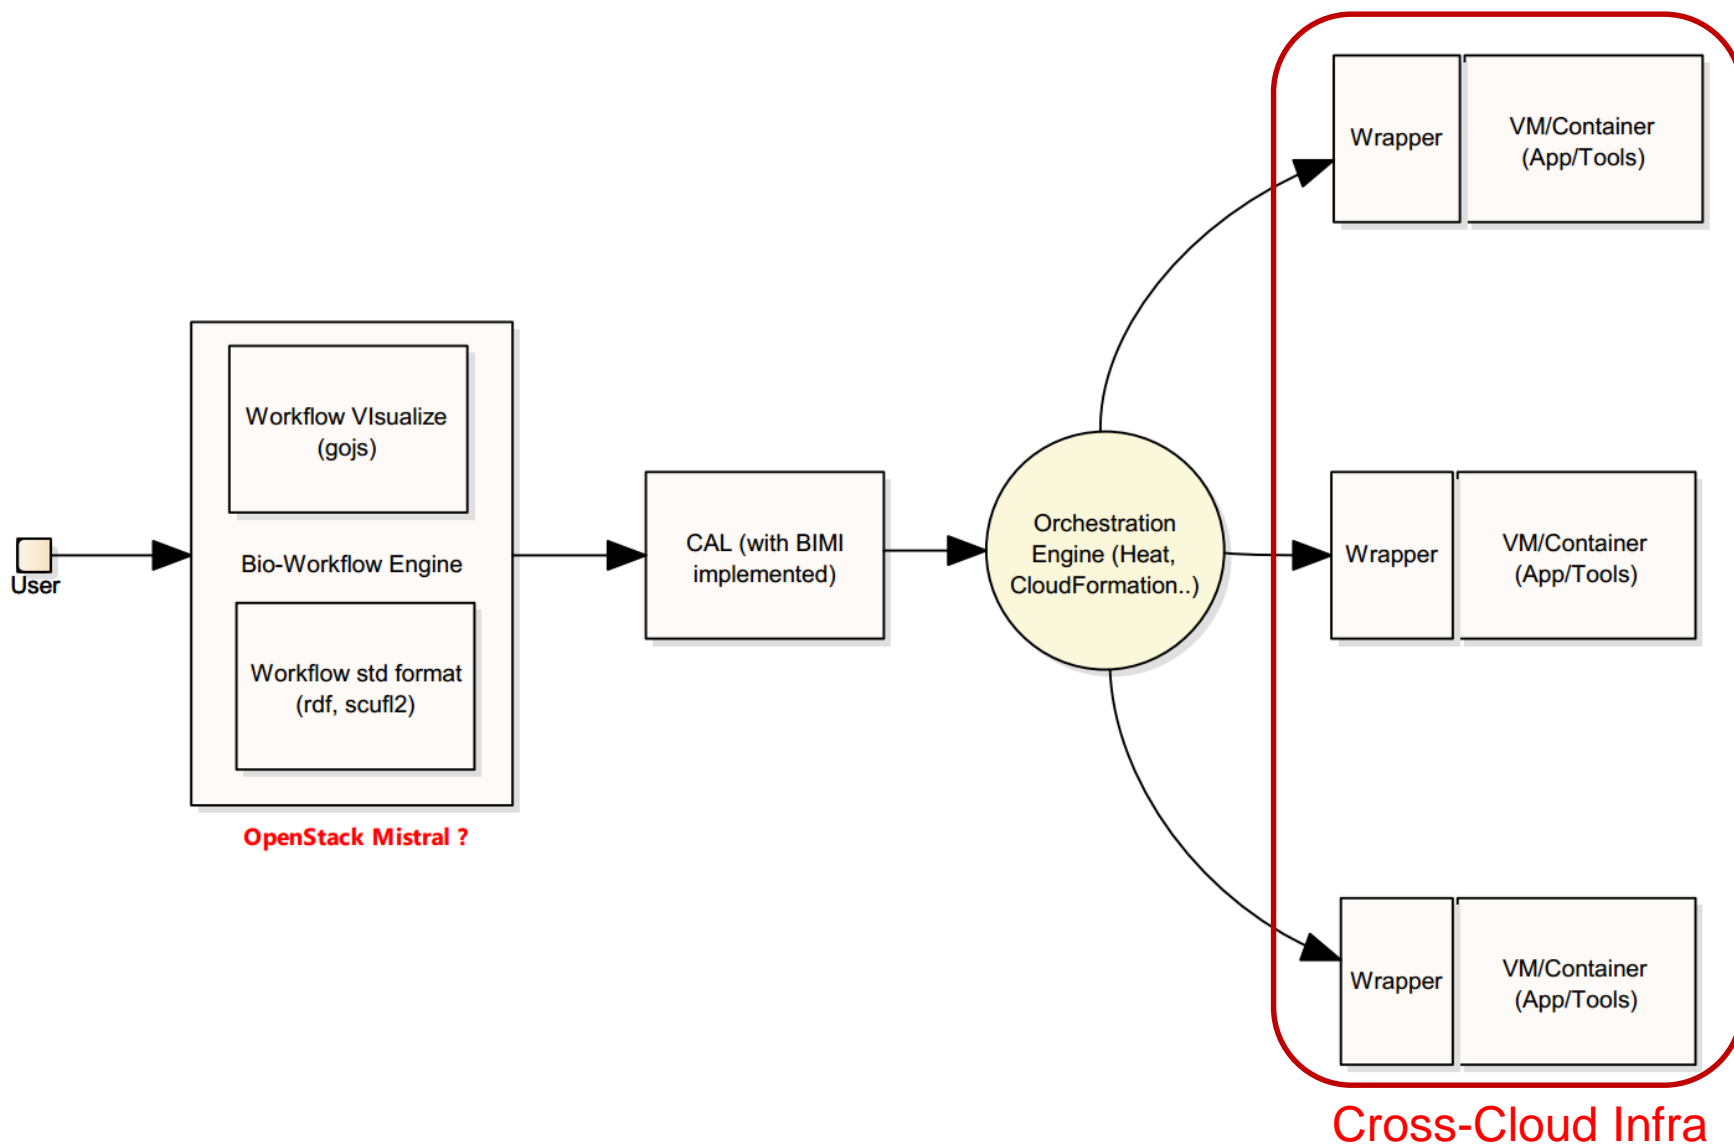 User
Workflow VIsualize
(gojs)
Bio-Workflow Engine
Workflow std format
(rdf, scufl2)
OpenStack Mistral ?
CAL (with BIMI
implemented)
Orchestration
Engine (Heat,
CloudFormation..)
Wrapper
VM/Container
(App/Tools)
Wrapper
VM/Container
(App/Tools)
Wrapper
VM/Container
(App/Tools)
Cross-Cloud Infra